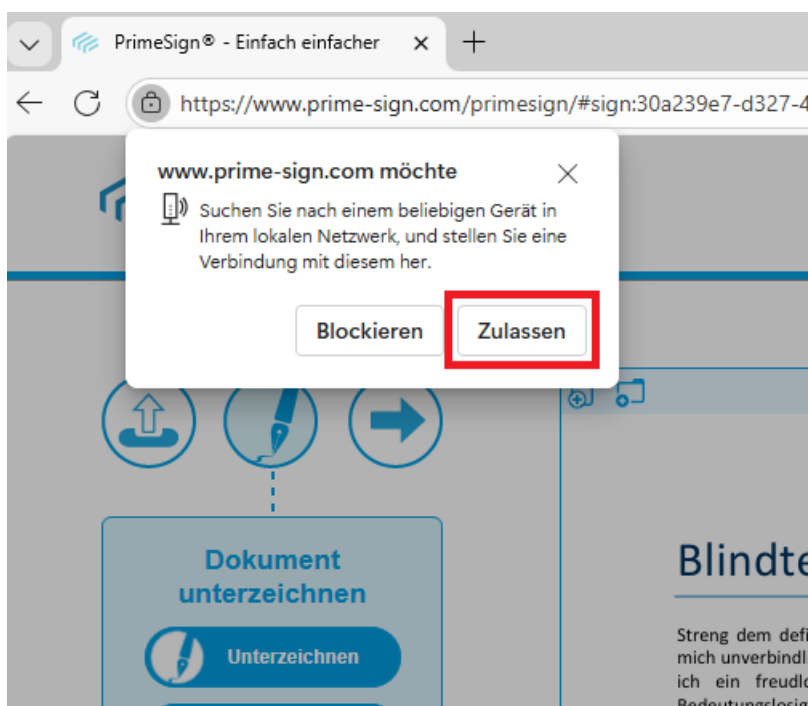 PrimeSign® - Einfach einfacher
https://www.prime-sign.com/primesign/#sign:30a239e7-d327-4
www.prime-sign.com möchte
Suchen Sie nach einem beliebigen Gerät in
Ihrem lokalen Netzwerk, und stellen Sie eine
Verbindung mit diesem her.
Blockieren
Zulassen
Dokument
unterzeichnen
Unterzeichnen
Blindte
Streng dem defi
mich unverbindl
ich ein freudl